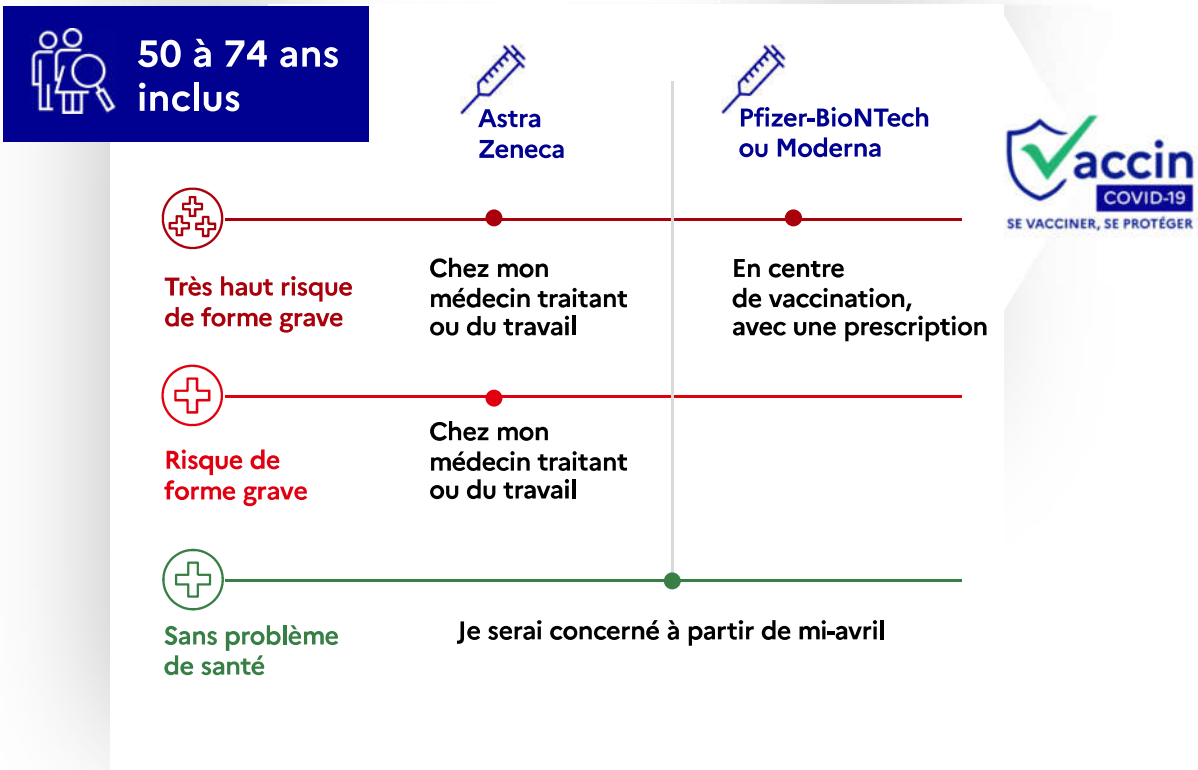 50 à 74 ans
inclus
Astra
Zeneca
Pfizer-BioNTech
ou Moderna
Vaccin
COVID-19
SE VACCINER, SE PROTÉGER
Très haut risque
de forme grave
Chez mon
médecin traitant
ou du travail
En centre
de vaccination,
avec une prescription
Risque de
forme grave
Chez mon
médecin traitant
ou du travail
Sans problème
de santé
Je serai concerné à partir de mi-avril